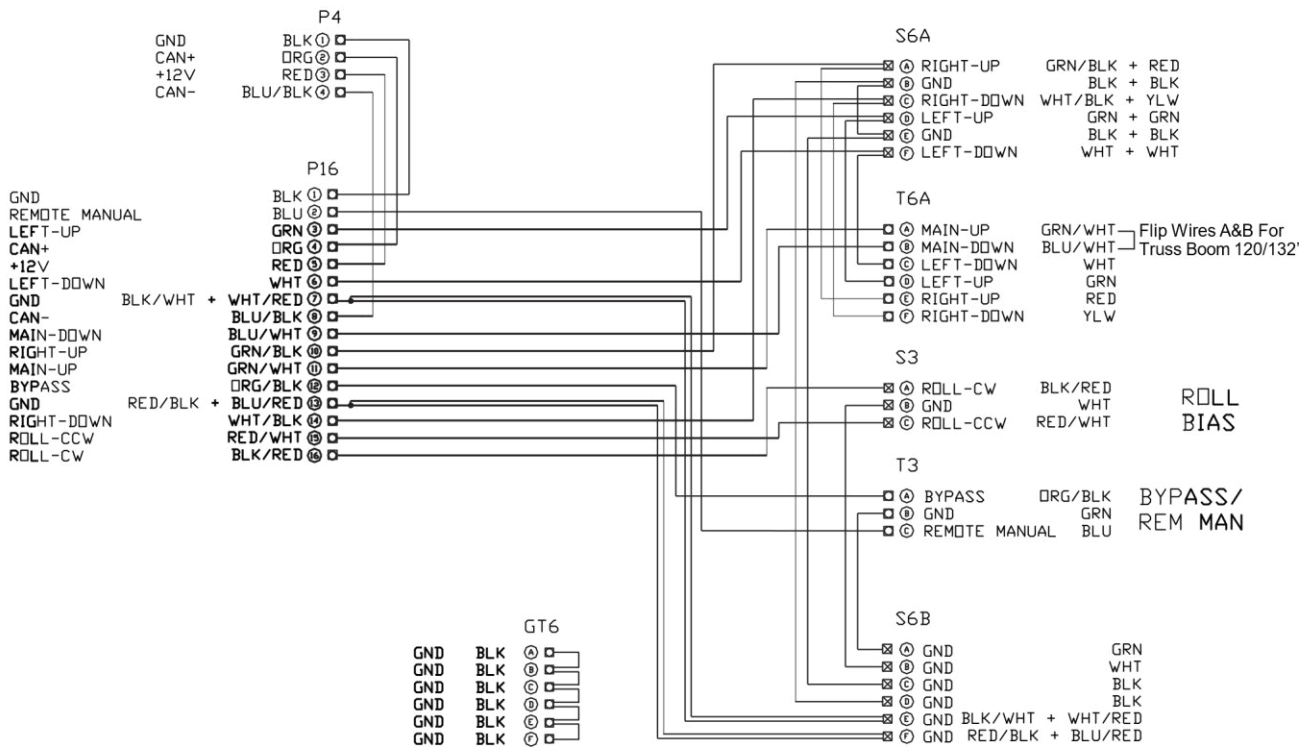 P4
GND BLK 1
CAN+ ORG 2
+12V RED 3
CAN- BLU/BLK 4
P16
GND BLK 1
REMOTE MANUAL BLU 2
LEFT-UP GRN 3
CAN+ ORG 4
+12V RED 5
LEFT-DOWN WHT 6
GND BLK/WHT + WHT/RED 7
CAN- BLU/BLK 8
MAIN-DOWN BLU/WHT 9
RIGHT-UP GRN/BLK 10
MAIN-UP GRN/WHT 11
BYPASS ORG/BLK 12
GND RED/BLK + BLU/RED 13
RIGHT-DOWN WHT/BLK 14
ROLL-CCW RED/WHT 15
ROLL-CW BLK/RED 16
GT6
GND BLK A
GND BLK B
GND BLK C
GND BLK D
GND BLK E
GND BLK F
S6A
A RIGHT-UP GRN/BLK + RED
B GND BLK + BLK
C RIGHT-DOWN WHT/BLK + YLW
D LEFT-UP GRN + GRN
E GND BLK + BLK
F LEFT-DOWN WHT + WHT
T6A
A MAIN-UP GRN/WHT Flip Wires A&B For
B MAIN-DOWN BLU/WHT Truss Boom 120/132'
C LEFT-DOWN WHT
D LEFT-UP GRN
E RIGHT-UP RED
F RIGHT-DOWN YLW
S3
A ROLL-CW BLK/RED
B GND WHT
C ROLL-CCW RED/WHT
ROLL
BIAS
T3
A BYPASS ORG/BLK
B GND GRN
C REMOTE MANUAL BLU
BYPASS/
REM MAN
S6B
A GND GRN
B GND WHT
C GND BLK
D GND BLK
E GND BLK/WHT + WHT/RED
F GND RED/BLK + BLU/RED